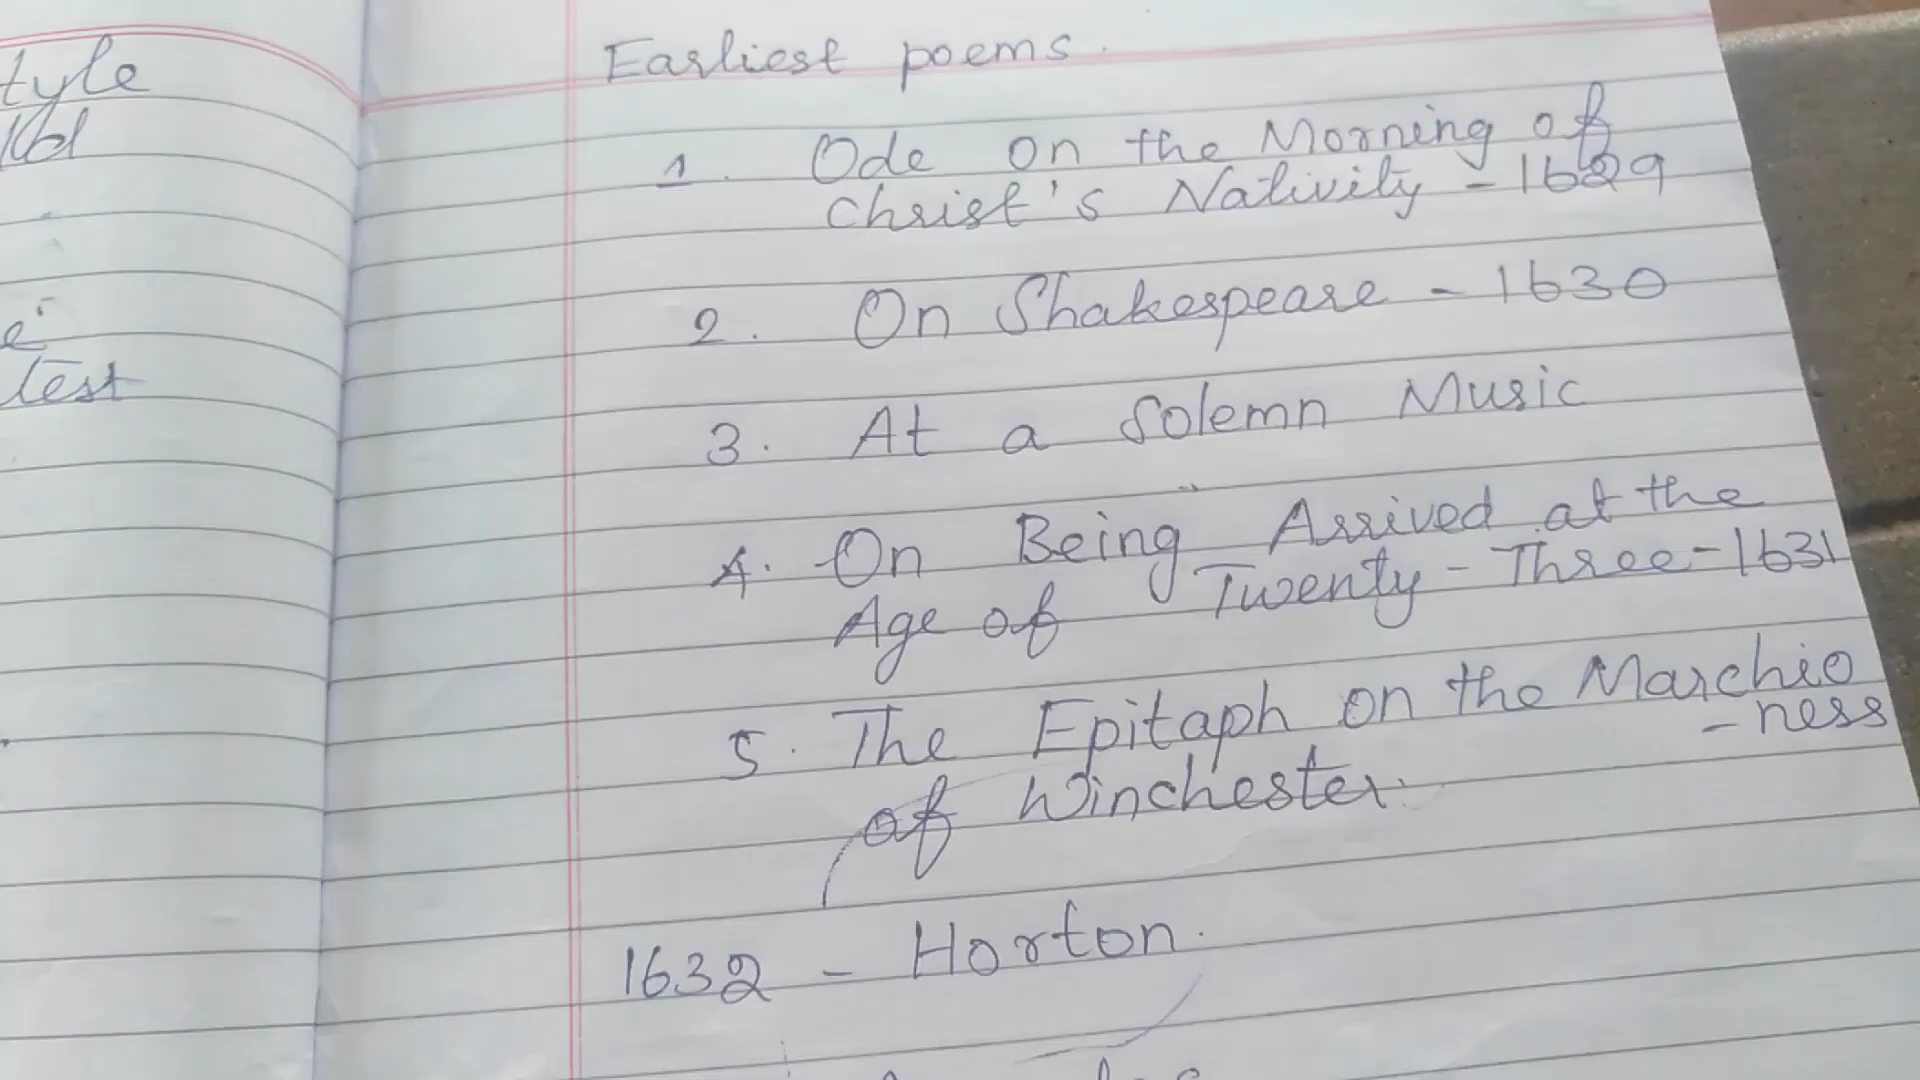 tyle
e
test
Earliest poems.
1. Ode on the Morning of
Christ's Nativity - 1629
2. On Shakespeare - 1630
3. At a Solemn Music
4. On Being Arrived at the
Age of Twenty-Three - 1631
5. The Epitaph on the Marchio
- ness
of Winchester.
1632 - Horton.